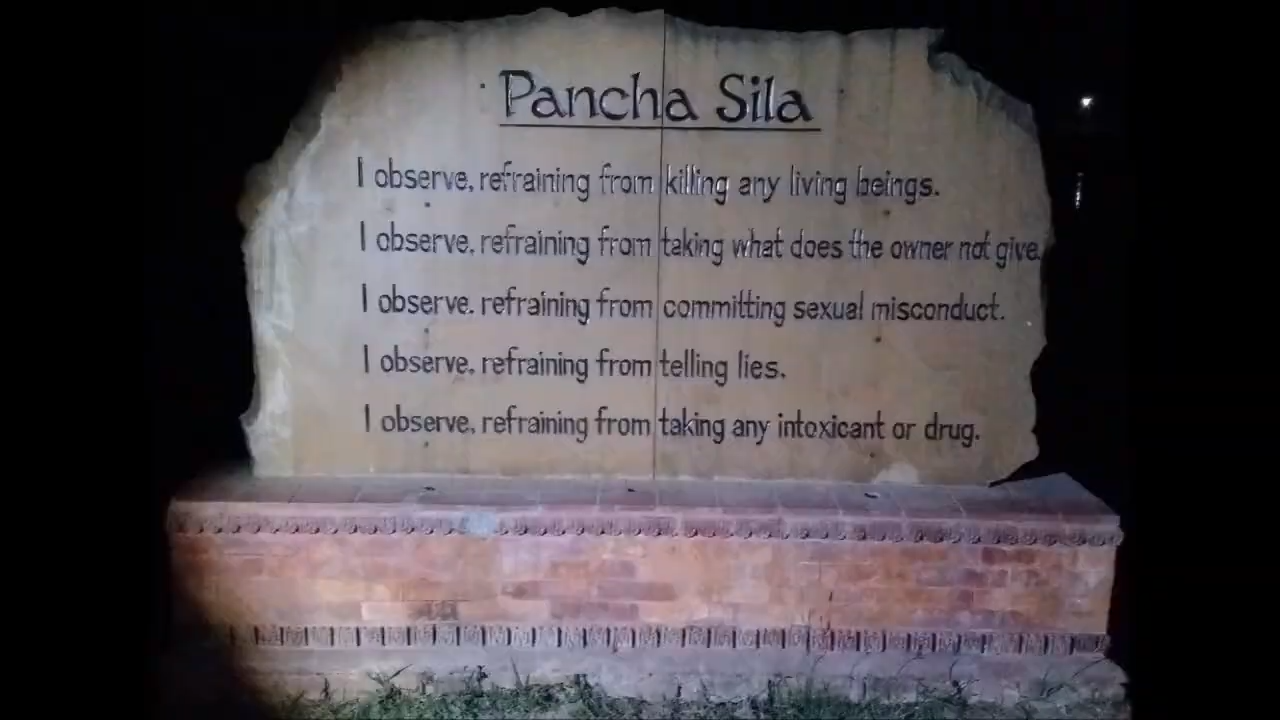 Pancha Sila
I observe, refraining from killing any living beings.
I observe, refraining from taking what does the owner not give.
I observe. refraining from committing sexual misconduct.
I observe, refraining from telling lies.
I observe, refraining from taking any intoxicant or drug.